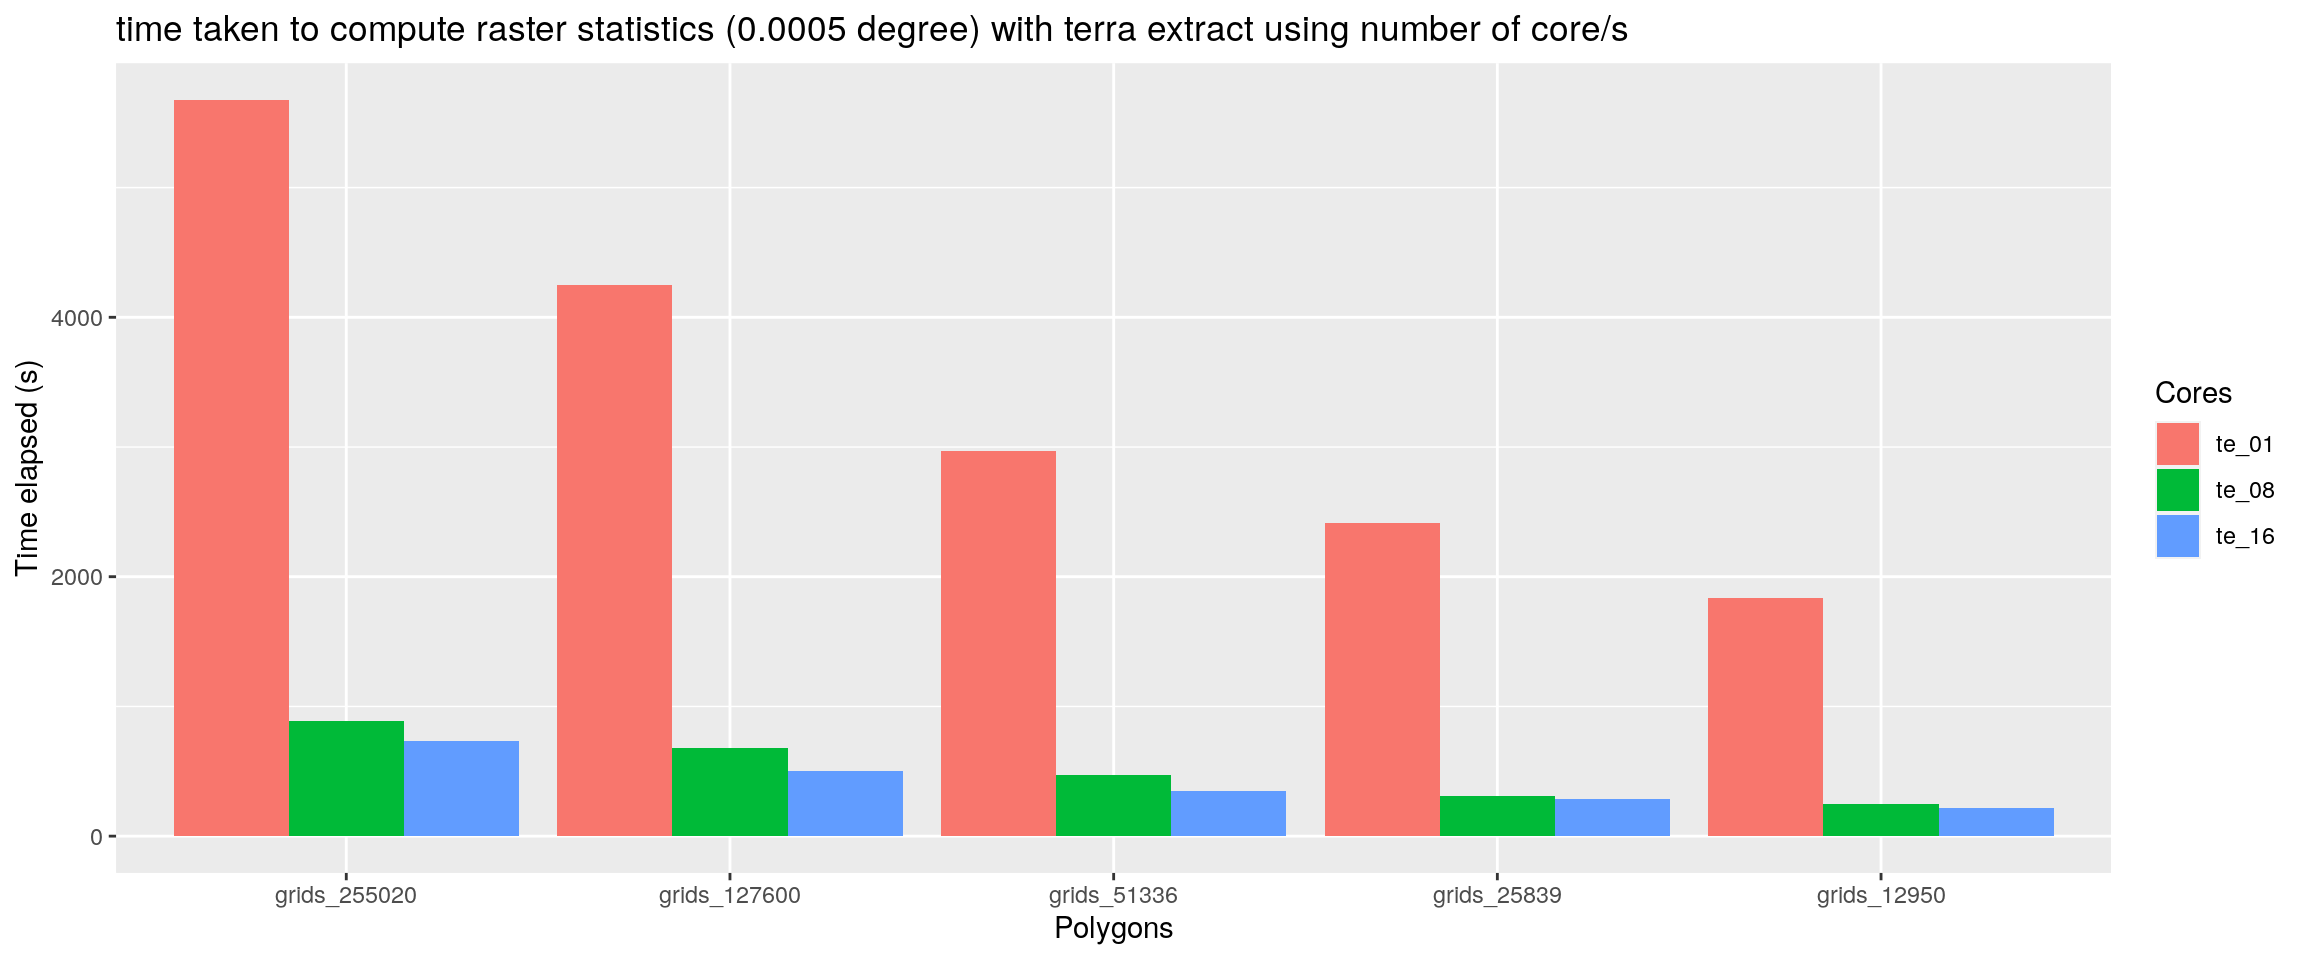 time taken to compute raster statistics (0.0005 degree) with terra extract using number of core/s
Time elapsed (s)
4000
2000
0
grids_255020
grids_127600
grids_51336
grids_25839
grids_12950
Polygons
Cores
te_01
te_08
te_16